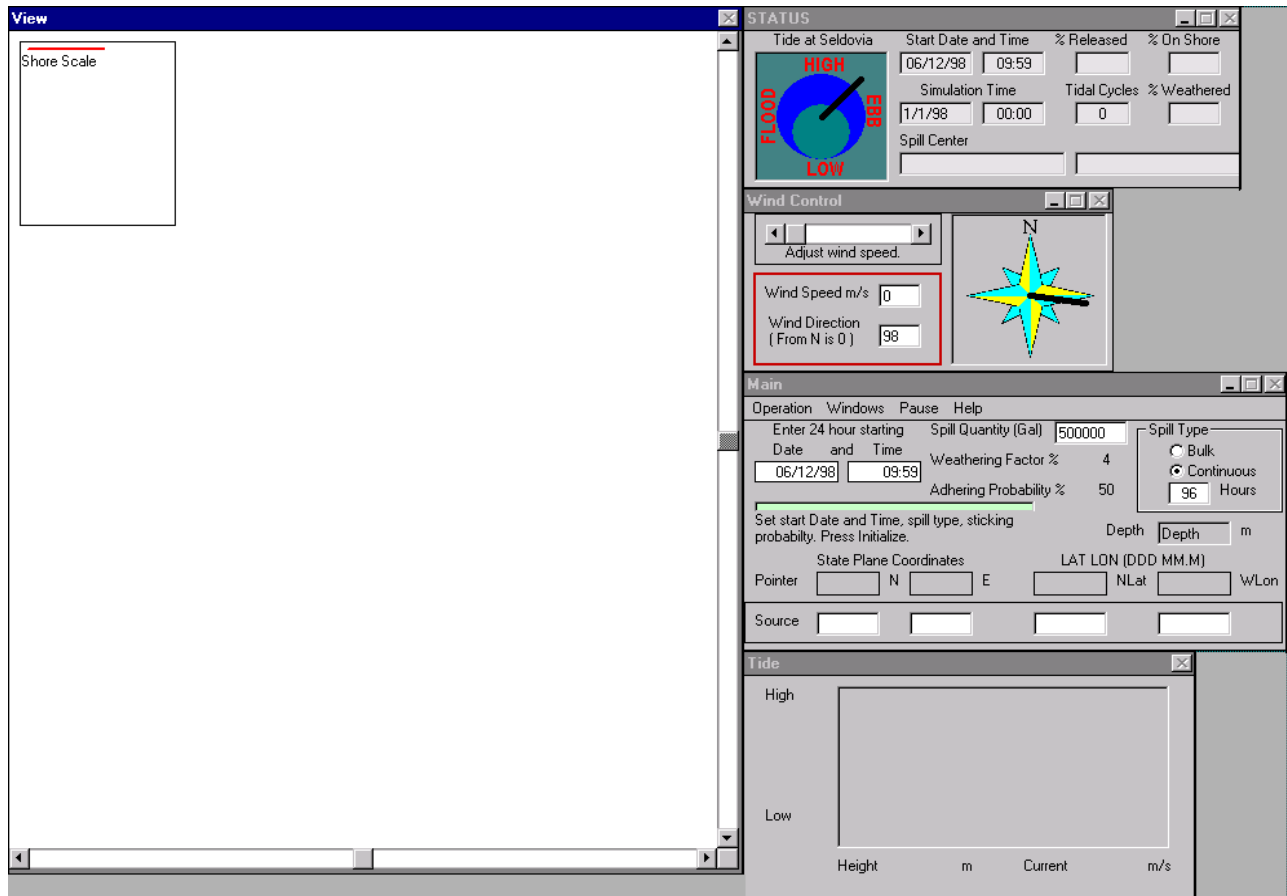 View
Shore Scale
STATUS
Tide at Seldovia
HIGH
FLOOD
EBB
LOW
Start Date and Time % Released % On Shore
06/12/98 09:59
Simulation Time Tidal Cycles % Weathered
1/1/98 00:00 0
Spill Center
Wind Control
Adjust wind speed.
Wind Speed m/s 0
Wind Direction
( From N is 0 ) 98
N
Main
Operation Windows Pause Help
Enter 24 hour starting Spill Quantity (Gal) 500000
Date and Time
06/12/98 09:59
Weathering Factor % 4
Adhering Probability % 50
Spill Type
Bulk
Continuous
96 Hours
Set start Date and Time, spill type, sticking
probabilty. Press Initialize.
Depth Depth m
State Plane Coordinates LAT LON (DDD MM.M)
Pointer N E NLat WLon
Source
Tide
High
Low
Height m Current m/s